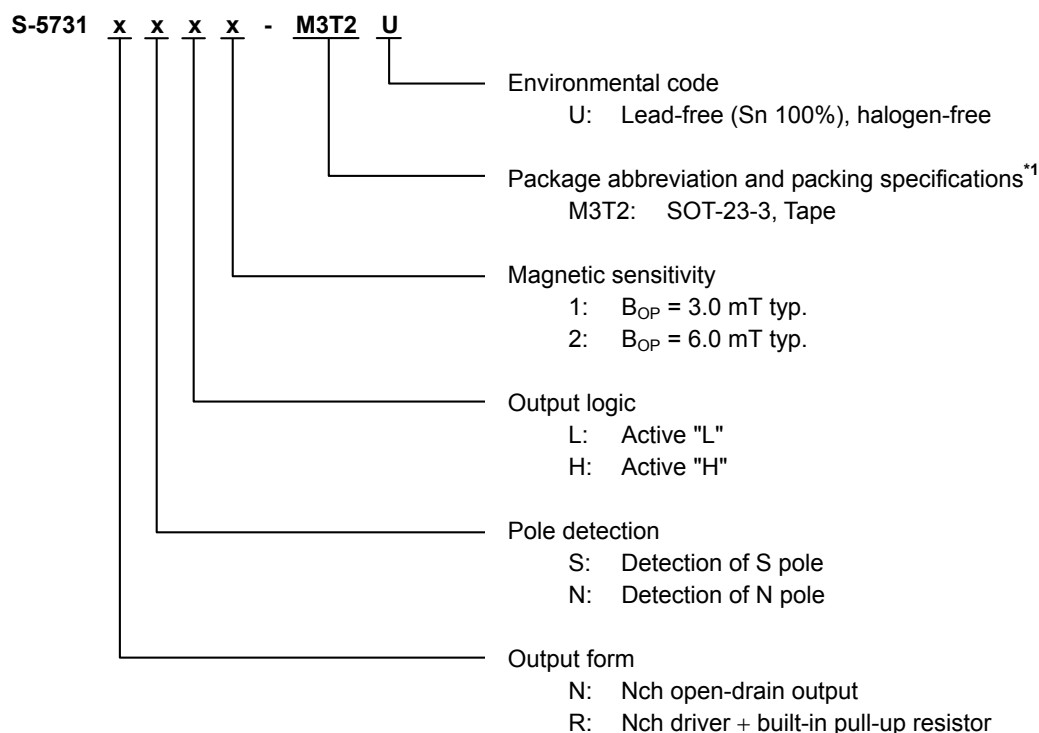 S-5731 x x x x - M3T2 U
Environmental code
U: Lead-free (Sn 100%), halogen-free
Package abbreviation and packing specifications*1
M3T2: SOT-23-3, Tape
Magnetic sensitivity
1: BOP = 3.0 mT typ.
2: BOP = 6.0 mT typ.
Output logic
L: Active "L"
H: Active "H"
Pole detection
S: Detection of S pole
N: Detection of N pole
Output form
N: Nch open-drain output
R: Nch driver + built-in pull-up resistor